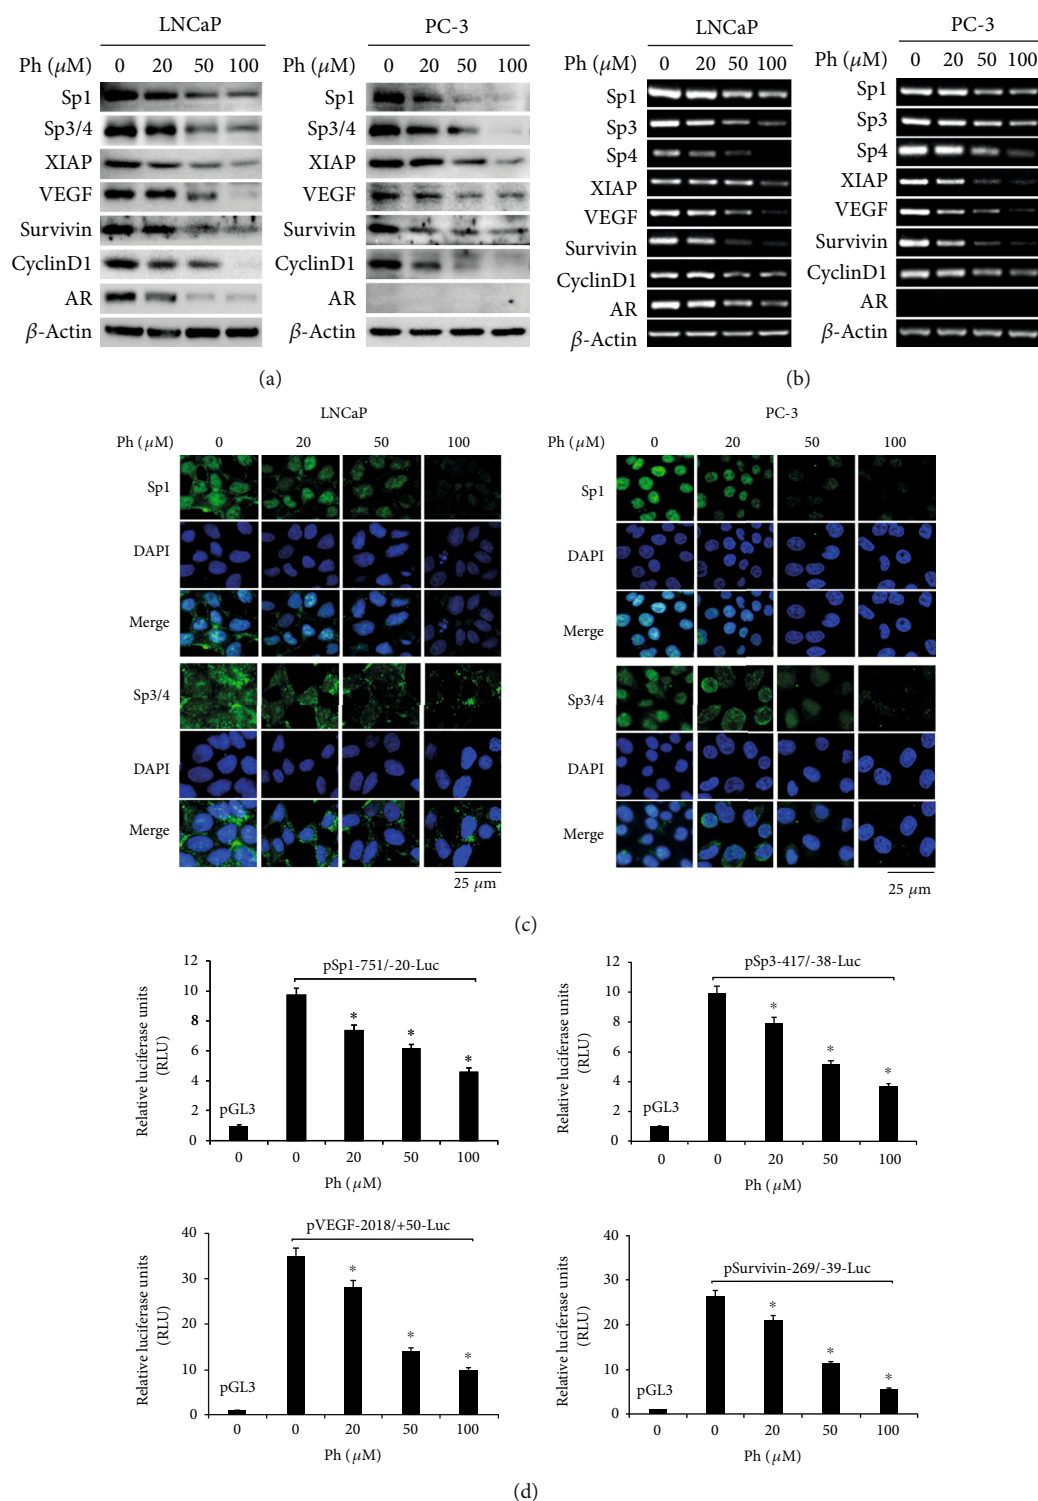 LNCaP
PC-3
Ph (μM) 0 20 50 100
Ph (μM) 0 20 50 100
Sp1
Sp3/4
XIAP
VEGF
Survivin
CyclinD1
AR
β-Actin
Sp1
Sp3/4
XIAP
VEGF
Survivin
CyclinD1
AR
β-Actin
(a)
LNCaP
PC-3
Ph (μM) 0 20 50 100
0 20 50 100
Sp1
Sp3
Sp4
XIAP
VEGF
Survivin
CyclinD1
AR
β-Actin
Sp1
Sp3
Sp4
XIAP
VEGF
Survivin
CyclinD1
AR
β-Actin
(b)
LNCaP
Ph (μM) 0 20 50 100
Sp1
DAPI
Merge
Sp3/4
DAPI
Merge
25 μm
PC-3
Ph (μM) 0 20 50 100
Sp1
DAPI
Merge
Sp3/4
DAPI
Merge
25 μm
(c)
pSp1-751/-20-Luc
Relative luciferase units
(RLU)
12
10
8
6
4
2
0
pGL3
* * *
0 0 20 50 100
Ph (μM)
pSp3-417/-38-Luc
Relative luciferase units
(RLU)
12
10
8
6
4
2
0
pGL3
* * *
0 0 20 50 100
Ph (μM)
pVEGF-2018/+50-Luc
Relative luciferase units
(RLU)
40
30
20
10
0
pGL3
* * *
0 0 20 50 100
Ph (μM)
pSurvivin-269/-39-Luc
Relative luciferase units
(RLU)
40
30
20
10
0
pGL3
* * *
0 0 20 50 100
Ph (μM)
(d)